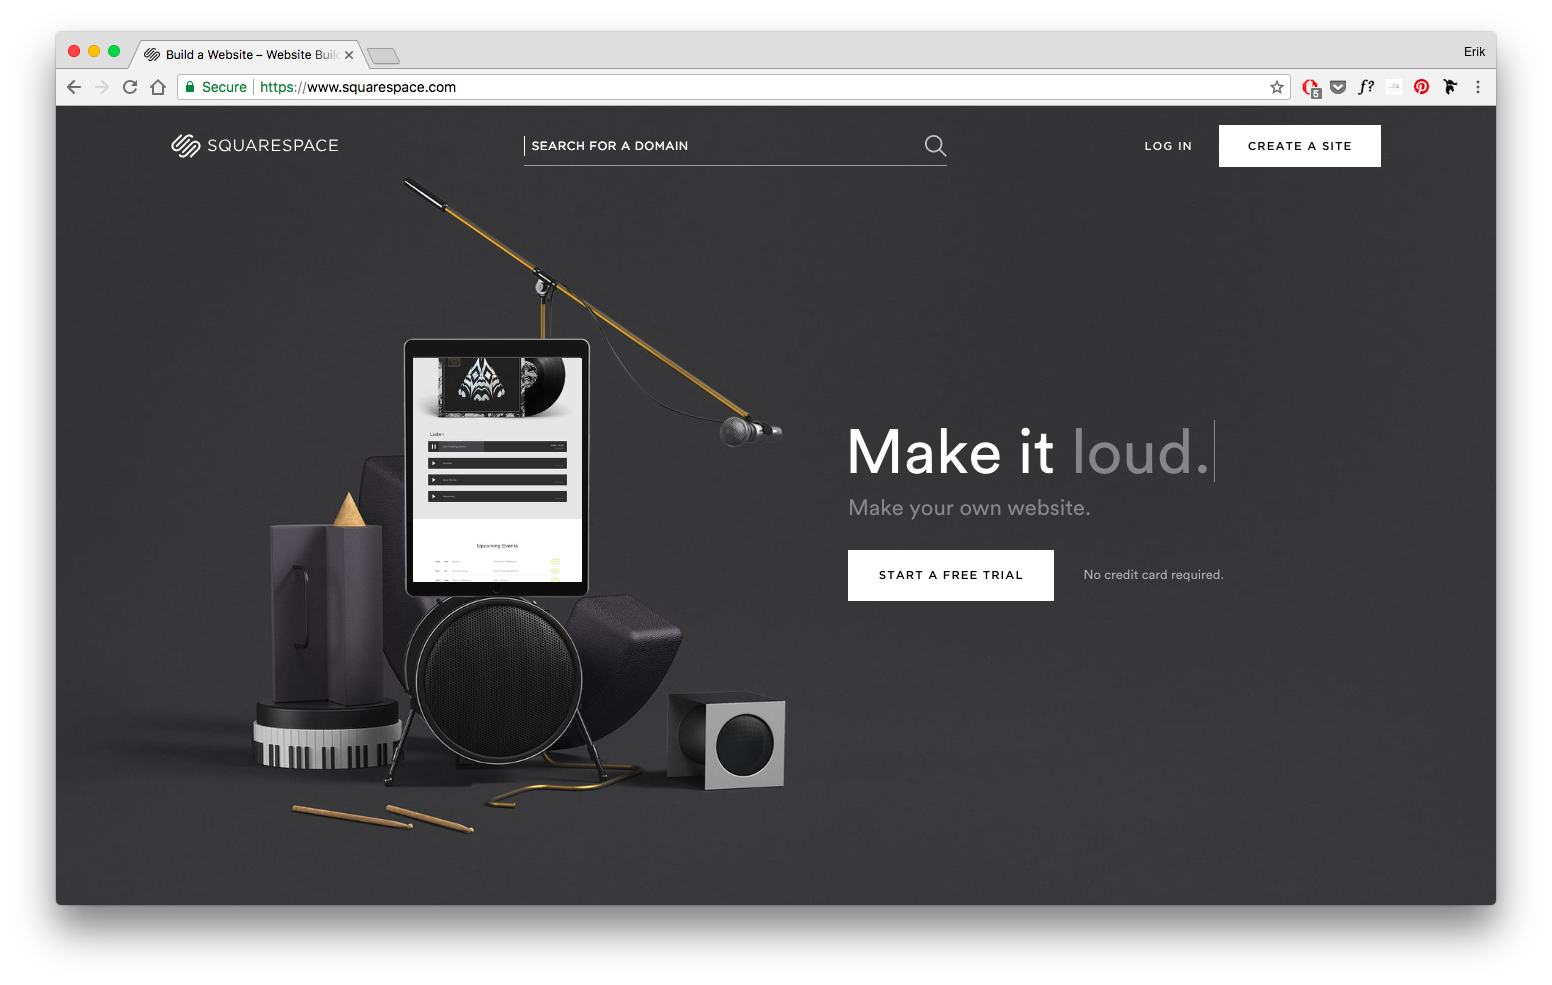 Build a Website – Website Buil
Erik
Secure
https://www.squarespace.com
5
f?
SQUARESPACE
SEARCH FOR A DOMAIN
LOG IN
CREATE A SITE
Listen
Upcoming Events
Make it loud.
Make your own website.
START A FREE TRIAL
No credit card required.